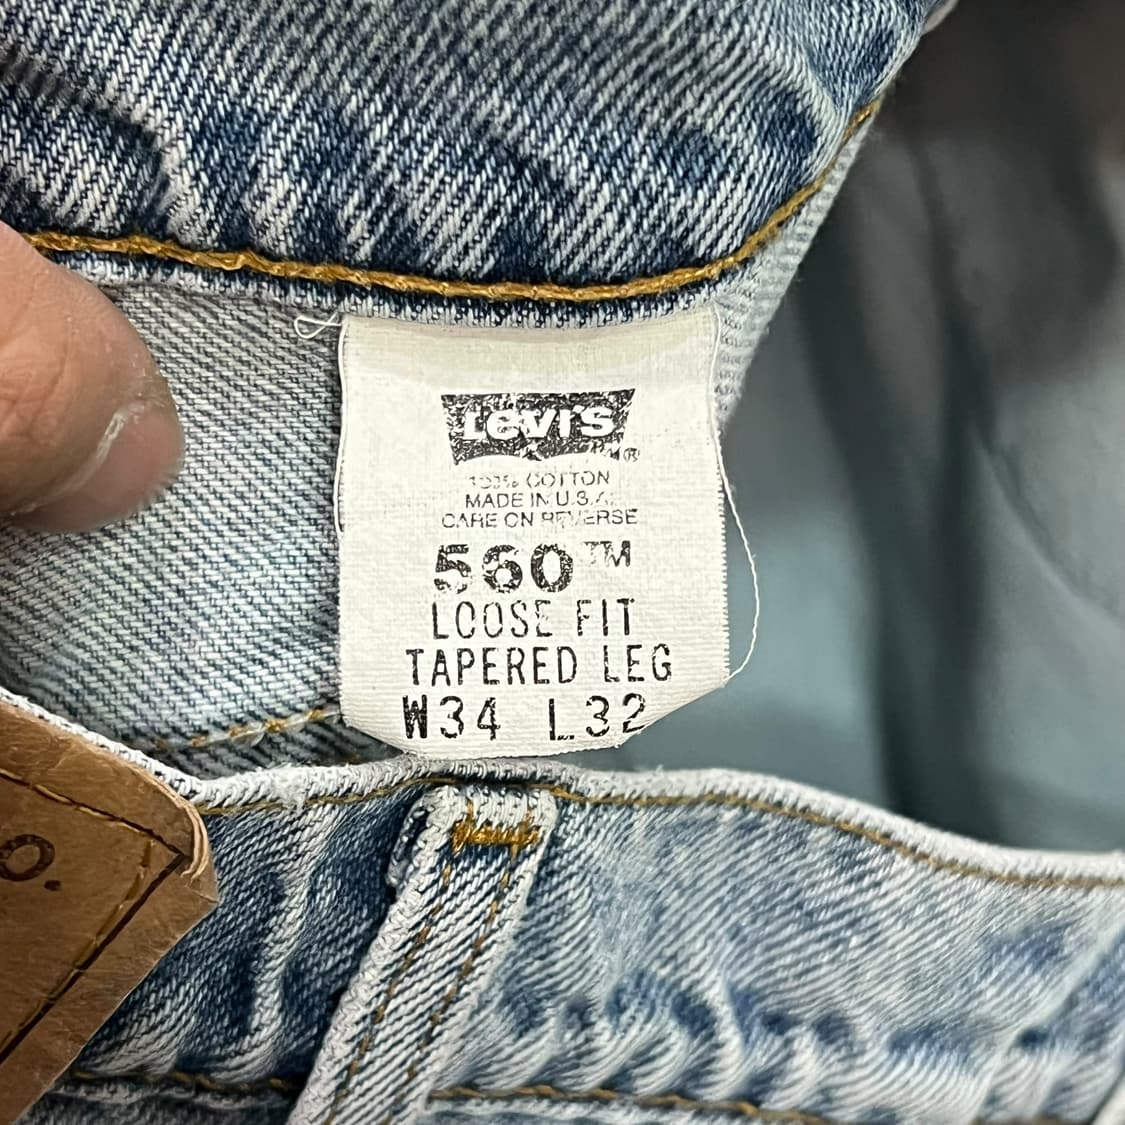 Levi's®
100% COTTON
MADE IN U.S.A.
CARE ON REVERSE
560™
LOOSE FIT
TAPERED LEG
W34 L32
O.